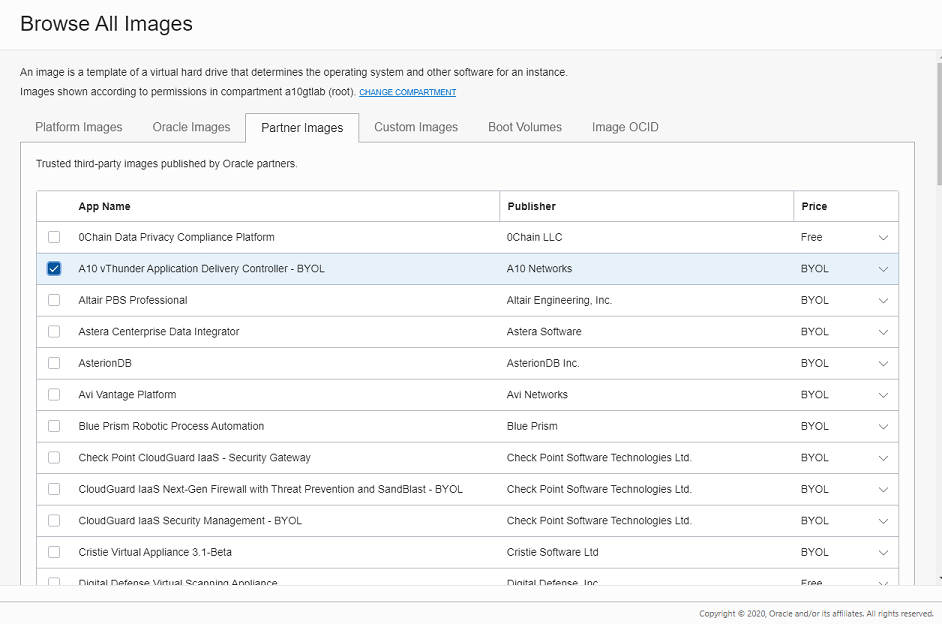 Browse All Images
An image is a template of a virtual hard drive that determines the operating system and other software for an instance.
Images shown according to permissions in compartment a10gtlab (root). CHANGE COMPARTMENT
Platform Images Oracle Images Partner Images Custom Images Boot Volumes Image OCID
Trusted third-party images published by Oracle partners.
App Name Publisher Price
0Chain Data Privacy Compliance Platform 0Chain LLC Free
A10 vThunder Application Delivery Controller - BYOL A10 Networks BYOL
Altair PBS Professional Altair Engineering, Inc. BYOL
Astera Centerprise Data Integrator Astera Software BYOL
AsterionDB AsterionDB Inc. BYOL
Avi Vantage Platform Avi Networks BYOL
Blue Prism Robotic Process Automation Blue Prism BYOL
Check Point CloudGuard IaaS - Security Gateway Check Point Software Technologies Ltd. BYOL
CloudGuard IaaS Next-Gen Firewall with Threat Prevention and SandBlast - BYOL Check Point Software Technologies Ltd. BYOL
CloudGuard IaaS Security Management - BYOL Check Point Software Technologies Ltd. BYOL
Cristie Virtual Appliance 3.1-Beta Cristie Software Ltd BYOL
Digital Defense Virtual Scanning Appliance Digital Defense, Inc. Free
Copyright © 2020, Oracle and/or its affiliates. All rights reserved.